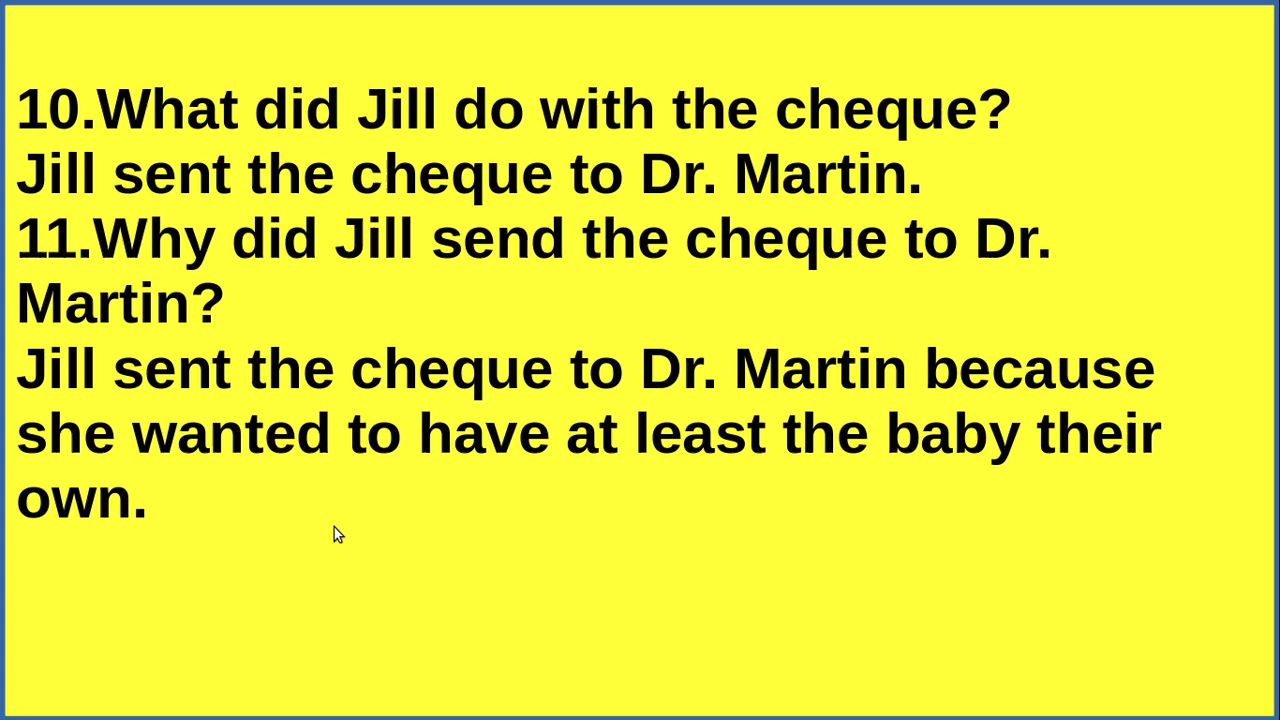 10.What did Jill do with the cheque?
Jill sent the cheque to Dr. Martin.
11.Why did Jill send the cheque to Dr.
Martin?
Jill sent the cheque to Dr. Martin because
she wanted to have at least the baby their
own.